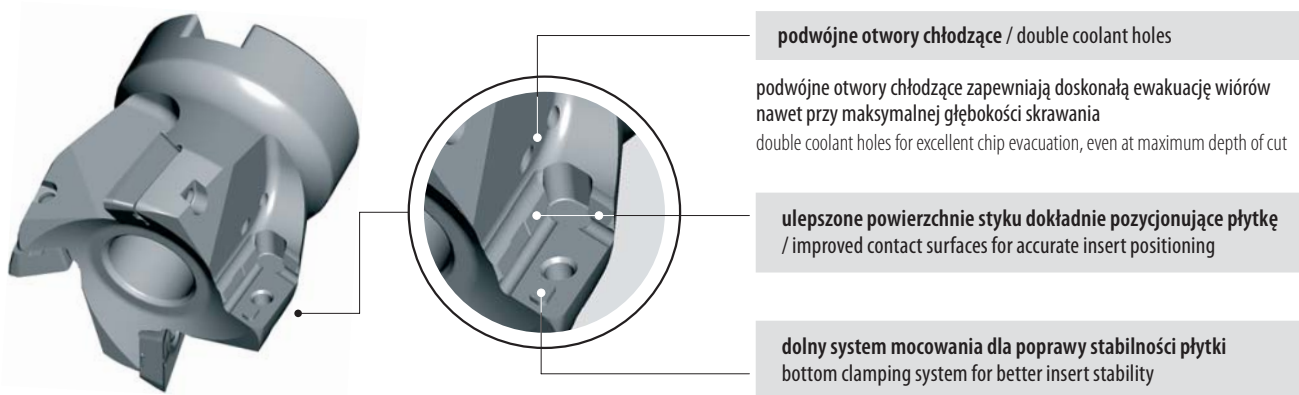 podwójne otwory chłodzące / double coolant holes
podwójne otwory chłodzące zapewniają doskonałą ewakuację wiórów
nawet przy maksymalnej głębokości skrawania
double coolant holes for excellent chip evacuation, even at maximum depth of cut
ulepszone powierzchnie styku dokładnie pozycjonujące płytkę
/ improved contact surfaces for accurate insert positioning
dolny system mocowania dla poprawy stabilności płytki
bottom clamping system for better insert stability